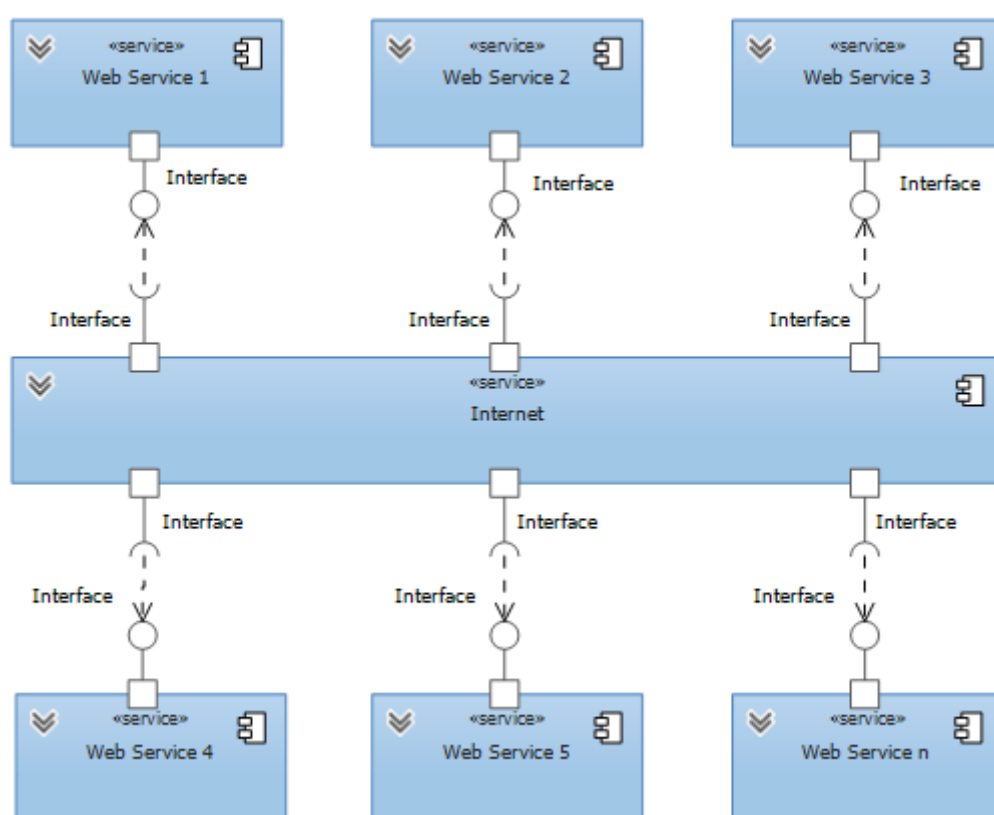 «service»
Web Service 1
«service»
Web Service 2
«service»
Web Service 3
Interface
Interface
Interface
Interface
Interface
Interface
«service»
Internet
Interface
Interface
Interface
Interface
Interface
Interface
«service»
Web Service 4
«service»
Web Service 5
«service»
Web Service n